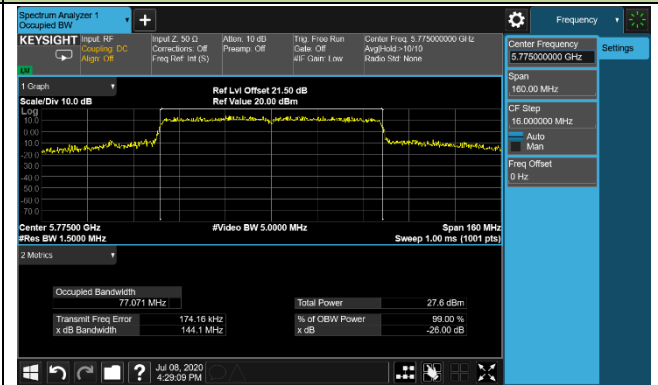 Spectrum Analyzer 1
Occupied BW
Frequency
KEYSIGHT
Input: RF
Coupling: DC
Align: Off
Input Z: 50 Ω
Corrections: Off
Freq Ref: Int (S)
Atten: 10 dB
Preamp: Off
Trig: Free Run
Gate: Off
#IF Gain: Low
Center Freq: 5.775000000 GHz
Avg|Hold:>10/10
Radio Std: None
Center Frequency
5.775000000 GHz
Settings
Span
160.00 MHz
CF Step
16.000000 MHz
Auto
Man
Freq Offset
0 Hz
1 Graph
Scale/Div 10.0 dB
Ref Lvl Offset 21.50 dB
Ref Value 20.00 dBm
Log
10.0
0.00
-10.0
-20.0
-30.0
-40.0
-50.0
-60.0
-70.0
Center 5.77500 GHz
#Res BW 1.5000 MHz
#Video BW 5.0000 MHz
Span 160 MHz
Sweep 1.00 ms (1001 pts)
2 Metrics
Occupied Bandwidth
77.071 MHz
Total Power 27.6 dBm
Transmit Freq Error 174.16 kHz
% of OBW Power 99.00 %
x dB Bandwidth 144.1 MHz
x dB -26.00 dB
?
Jul 08, 2020
4:29:09 PM